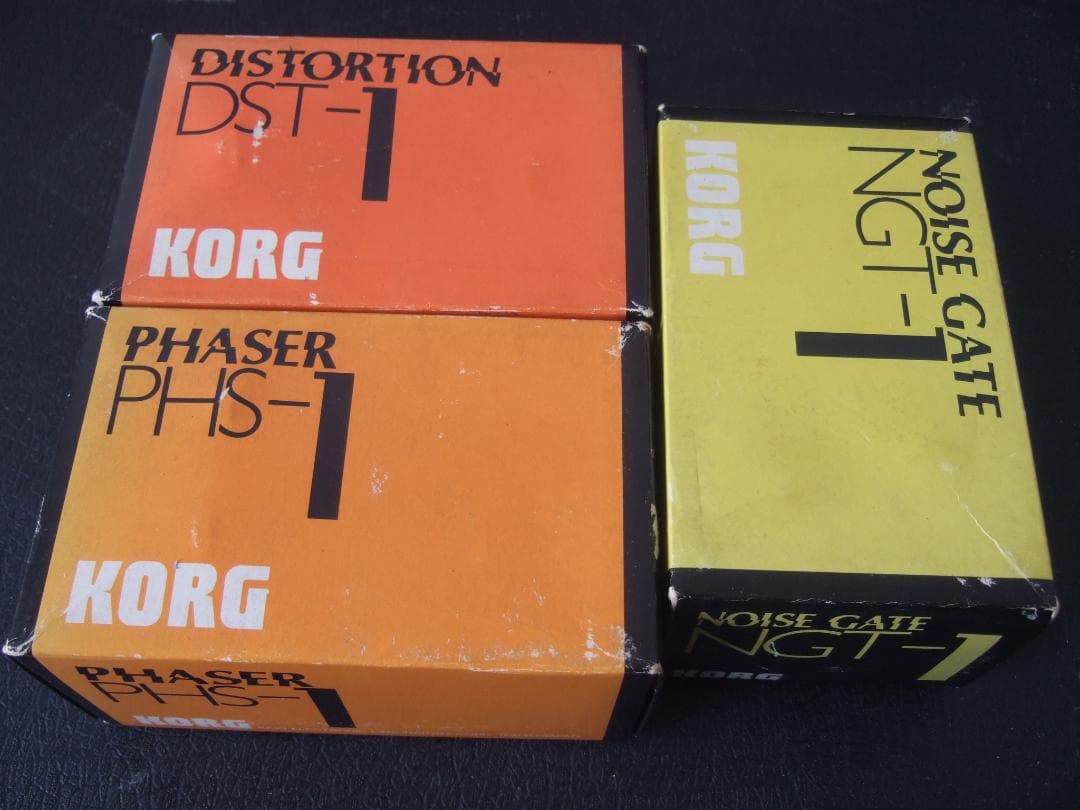 DISTORTION
DST-1
KORG
PHASER
PHS-1
KORG
PHASER
PHS-1
KORG
NOISE GATE
NGT-1
KORG
NOISE GATE
NGT-1
KORG